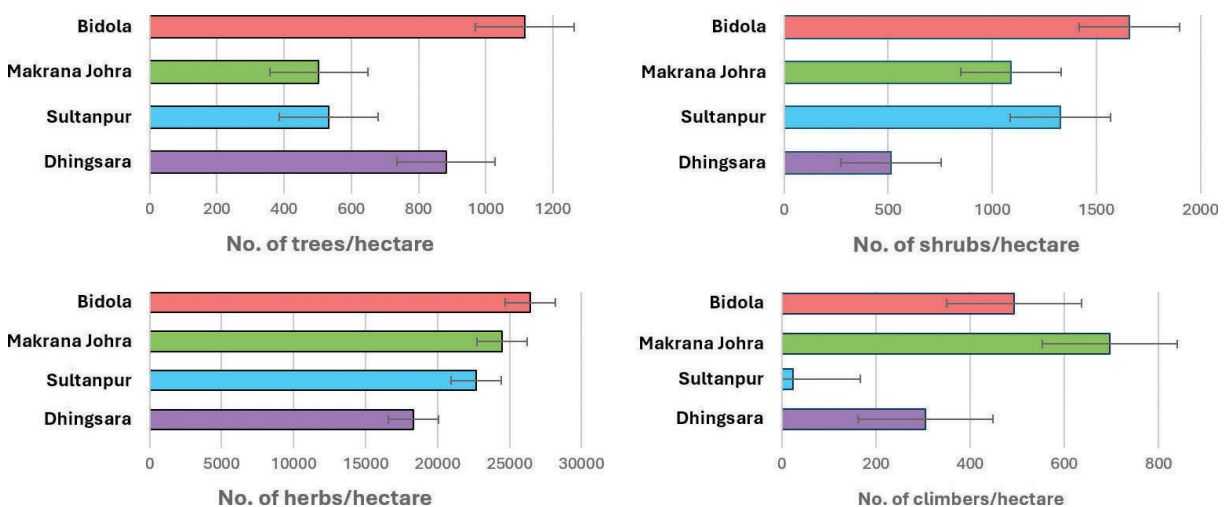 Bidola
Makrana Johra
Sultanpur
Dhingsara
0 200 400 600 800 1000 1200
No. of trees/hectare
Bidola
Makrana Johra
Sultanpur
Dhingsara
0 500 1000 1500 2000
No. of shrubs/hectare
Bidola
Makrana Johra
Sultanpur
Dhingsara
0 5000 10000 15000 20000 25000 30000
No. of herbs/hectare
Bidola
Makrana Johra
Sultanpur
Dhingsara
0 200 400 600 800
No. of climbers/hectare